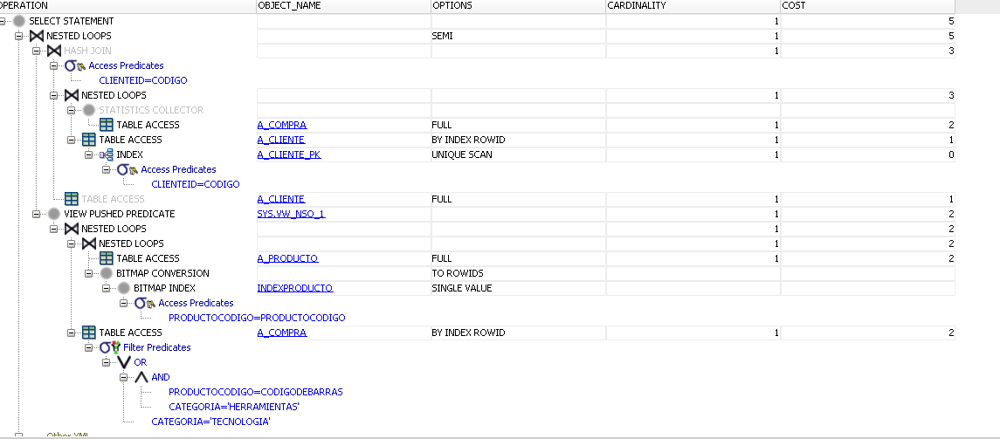 OPERATION OBJECT_NAME OPTIONS CARDINALITY COST
SELECT STATEMENT 1 5
NESTED LOOPS SEMI 1 5
HASH JOIN 1 3
Access Predicates
CLIENTEID=CODIGO
NESTED LOOPS 1 3
STATISTICS COLLECTOR
TABLE ACCESS A_COMPRA FULL 1 2
TABLE ACCESS A_CLIENTE BY INDEX ROWID 1 1
INDEX A_CLIENTE_PK UNIQUE SCAN 1 0
Access Predicates
CLIENTEID=CODIGO
TABLE ACCESS A_CLIENTE FULL 1 1
VIEW PUSHED PREDICATE SYS.VW_NSO_1 1 2
NESTED LOOPS 1 2
NESTED LOOPS 1 2
TABLE ACCESS A_PRODUCTO FULL 1 2
BITMAP CONVERSION TO ROWIDS
BITMAP INDEX INDEXPRODUCTO SINGLE VALUE
Access Predicates
PRODUCTOCODIGO=PRODUCTOCODIGO
TABLE ACCESS A_COMPRA BY INDEX ROWID 1 2
Filter Predicates
OR
AND
PRODUCTOCODIGO=CODIGODEBARRAS
CATEGORIA='HERRAMIENTAS'
CATEGORIA='TECNOLOGIA'
Other XML